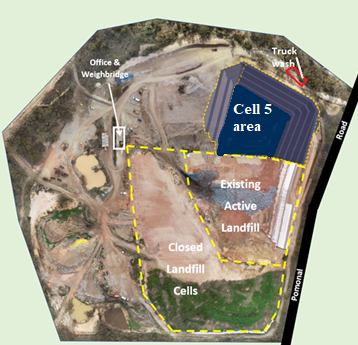 Office &
Weighbridge
Truck
wash
Cell 5
area
Road
Existing
Active
Landfill
Closed
Landfill
Cells
Pomonal